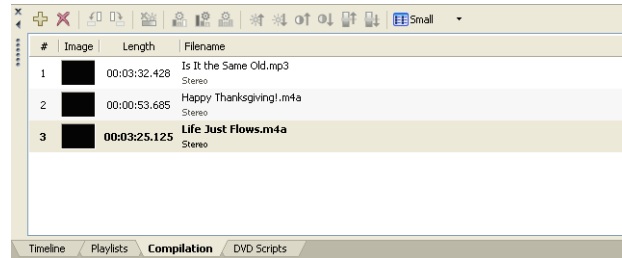 Small
# Image Length Filename
1 00:03:32.428 Is It the Same Old.mp3
Stereo
2 00:00:53.685 Happy Thanksgiving!.m4a
Stereo
3 00:03:25.125 Life Just Flows.m4a
Stereo
Timeline Playlists Compilation DVD Scripts